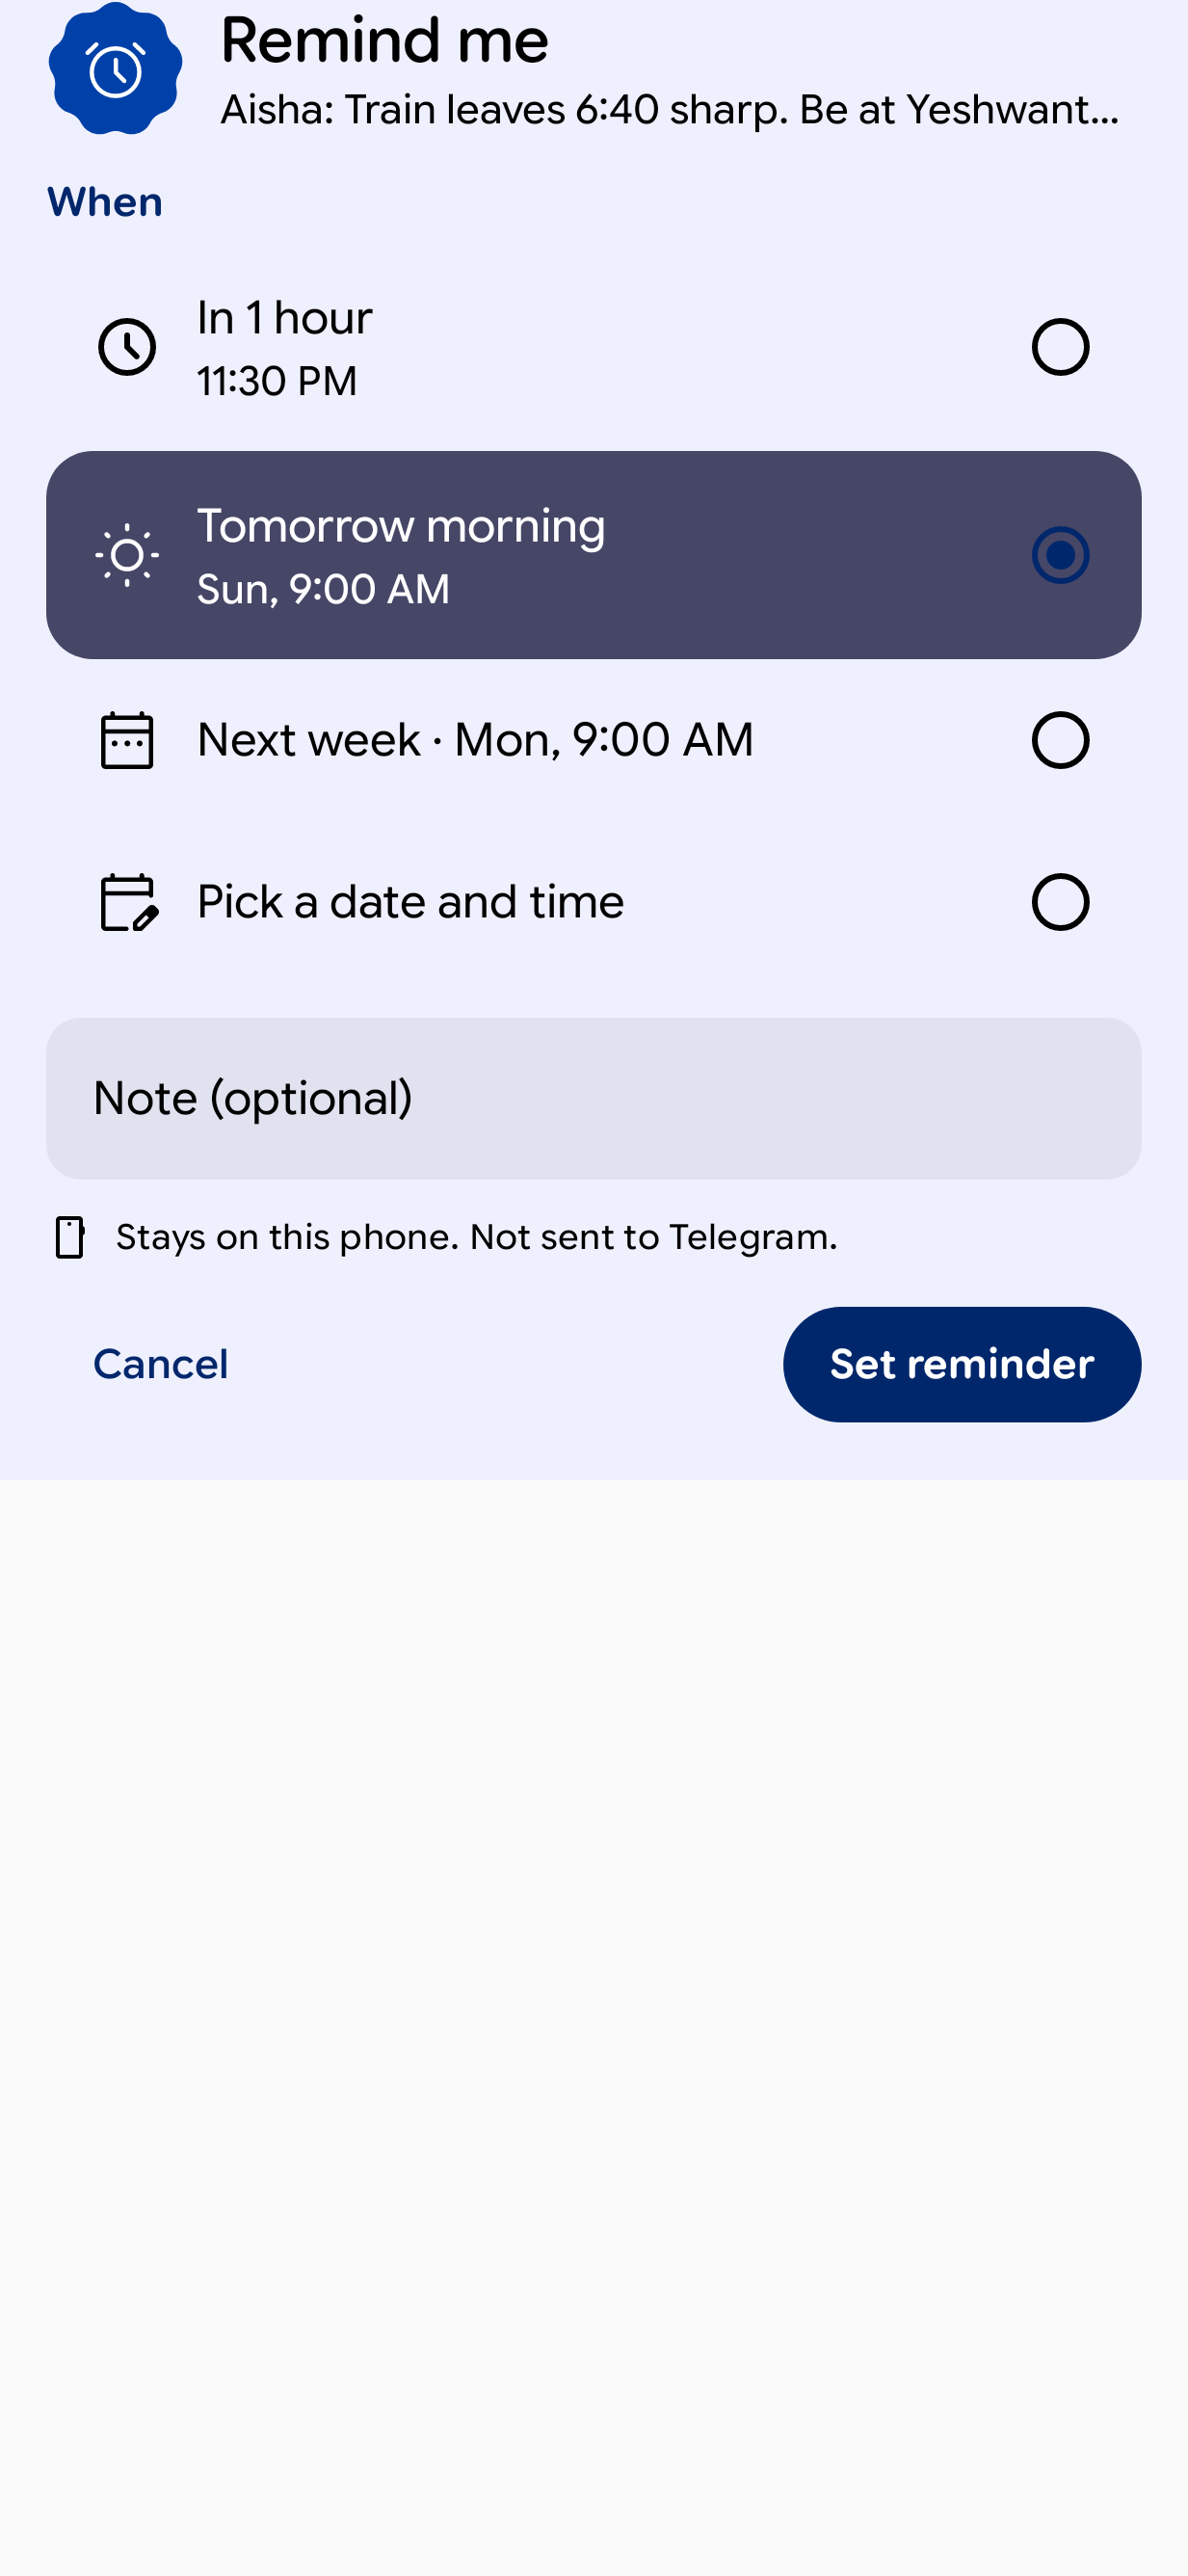 Remind me
Aisha: Train leaves 6:40 sharp. Be at Yeshwant...
When
In 1 hour
11:30 PM
Tomorrow morning
Sun, 9:00 AM
Next week · Mon, 9:00 AM
Pick a date and time
Note (optional)
Stays on this phone. Not sent to Telegram.
Cancel
Set reminder